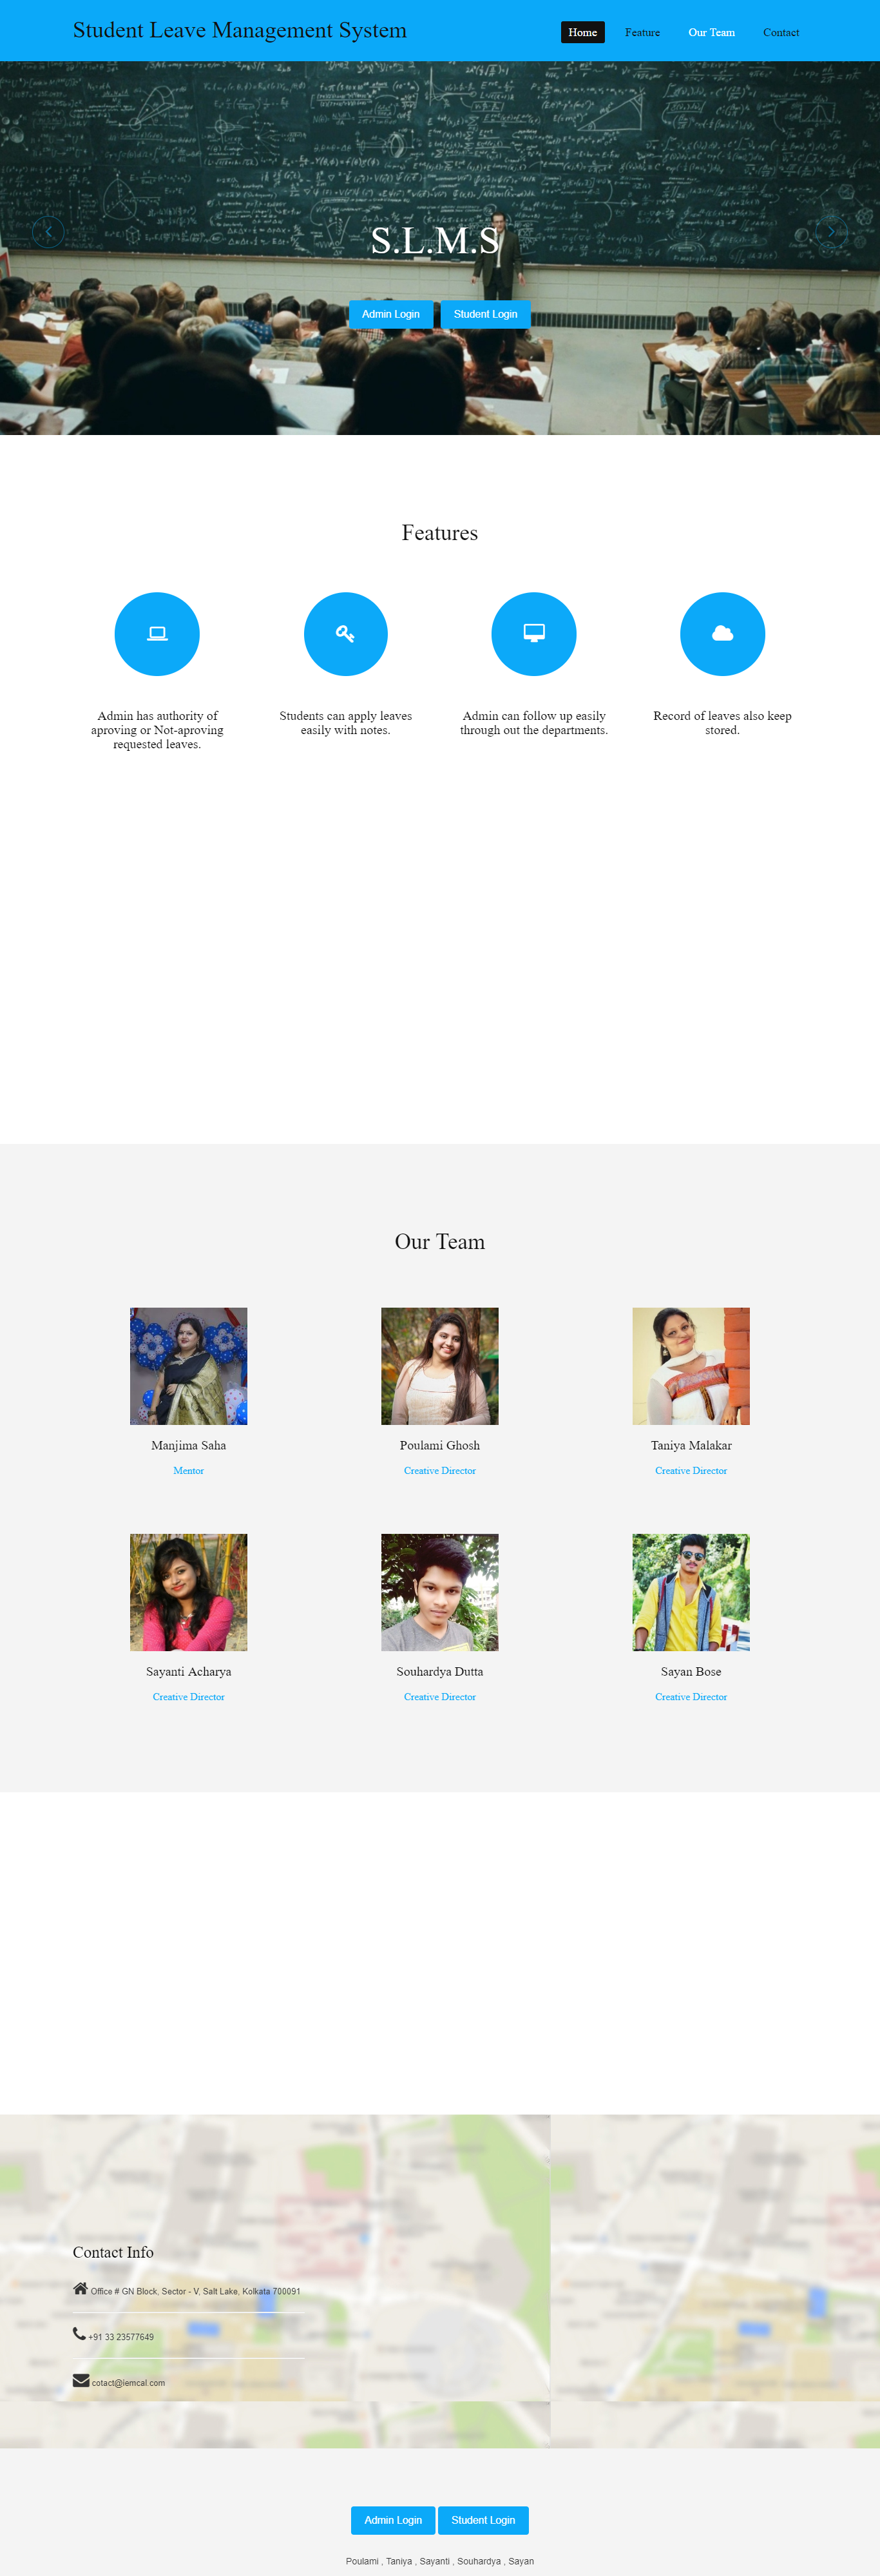 Student Leave Management System
Home Feature Our Team Contact
S.L.M.S
Admin Login Student Login
Features
Admin has authority of
aproving or Not-aproving
requested leaves.
Students can apply leaves
easily with notes.
Admin can follow up easily
through out the departments.
Record of leaves also keep
stored.
Our Team
Manjima Saha
Mentor
Poulami Ghosh
Creative Director
Taniya Malakar
Creative Director
Sayanti Acharya
Creative Director
Souhardya Dutta
Creative Director
Sayan Bose
Creative Director
Contact Info
Office # GN Block, Sector - V, Salt Lake, Kolkata 700091
+91 33 23577649
cotact@iemcal.com
Admin Login Student Login
Poulami , Taniya , Sayanti , Souhardya , Sayan